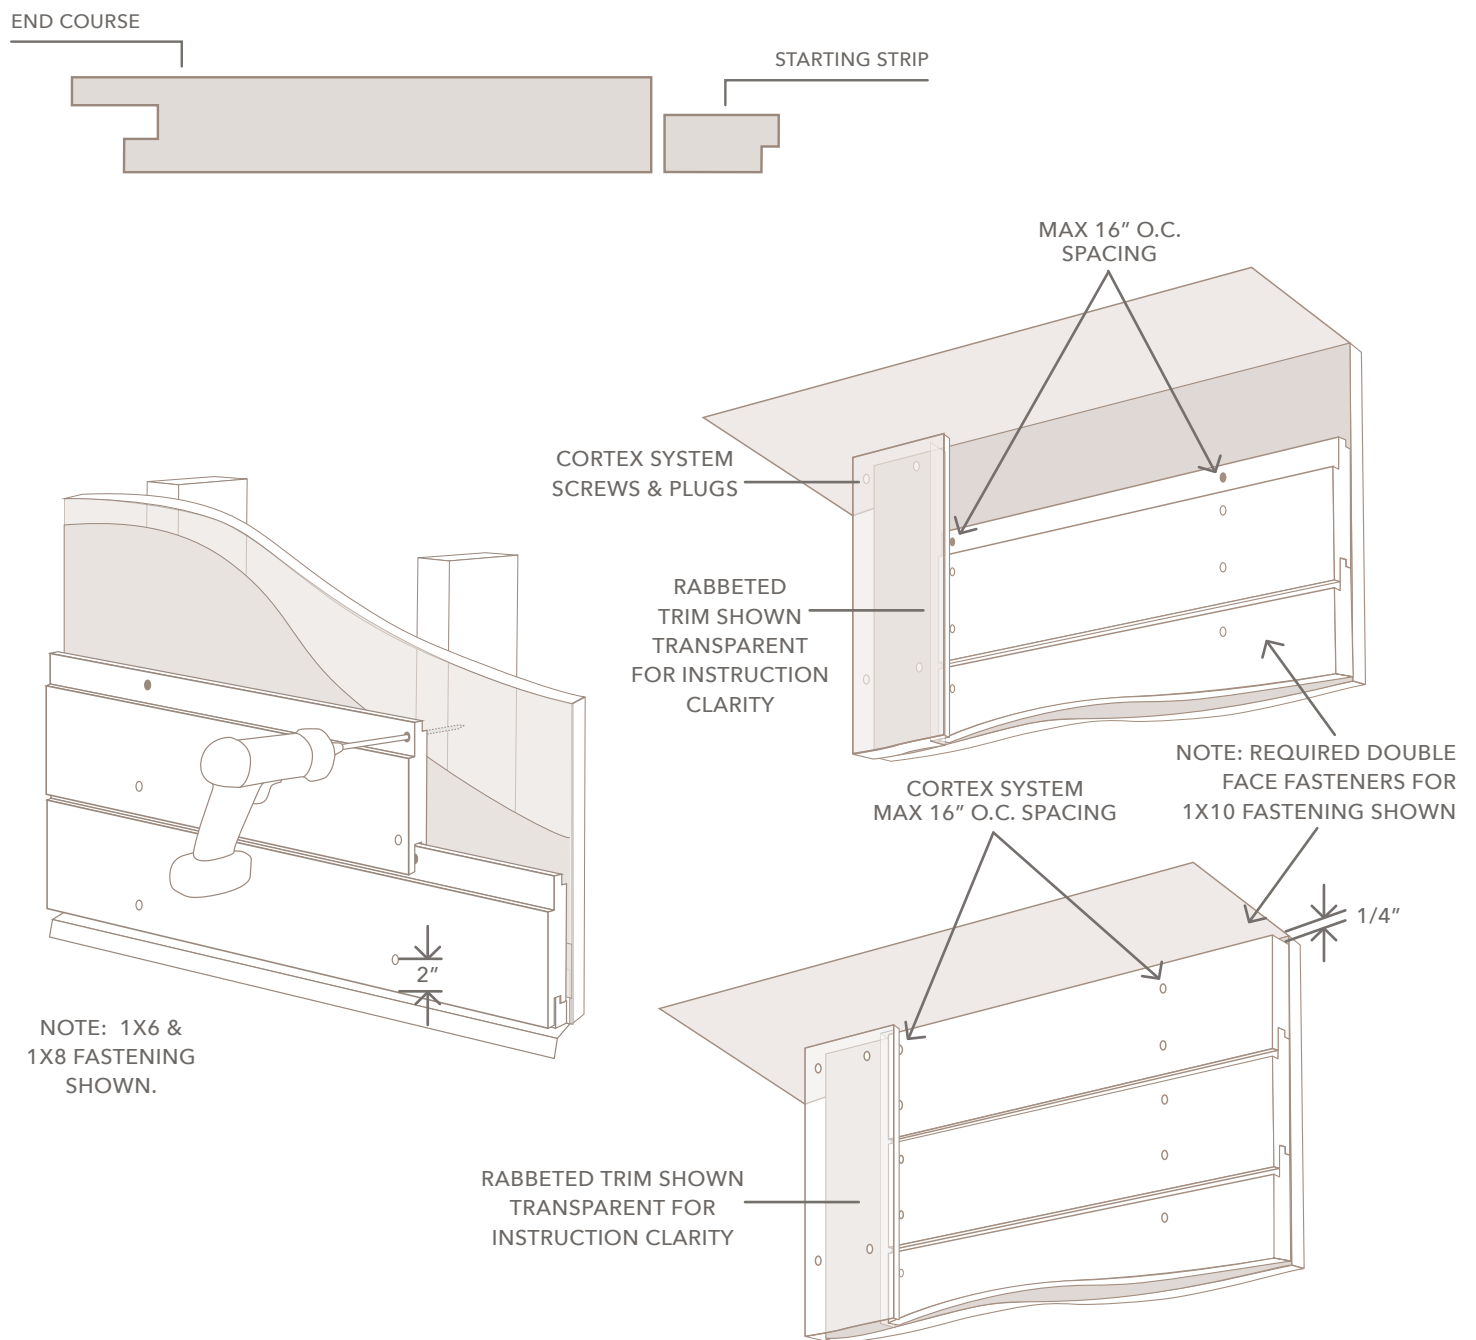 END COURSE
STARTING STRIP
MAX 16” O.C.
SPACING
CORTEX SYSTEM
SCREWS & PLUGS
RABBETED
TRIM SHOWN
TRANSPARENT
FOR INSTRUCTION
CLARITY
NOTE: REQUIRED DOUBLE
FACE FASTENERS FOR
1X10 FASTENING SHOWN
CORTEX SYSTEM
MAX 16” O.C. SPACING
1/4”
2”
NOTE: 1X6 &
1X8 FASTENING
SHOWN.
RABBETED TRIM SHOWN
TRANSPARENT FOR
INSTRUCTION CLARITY